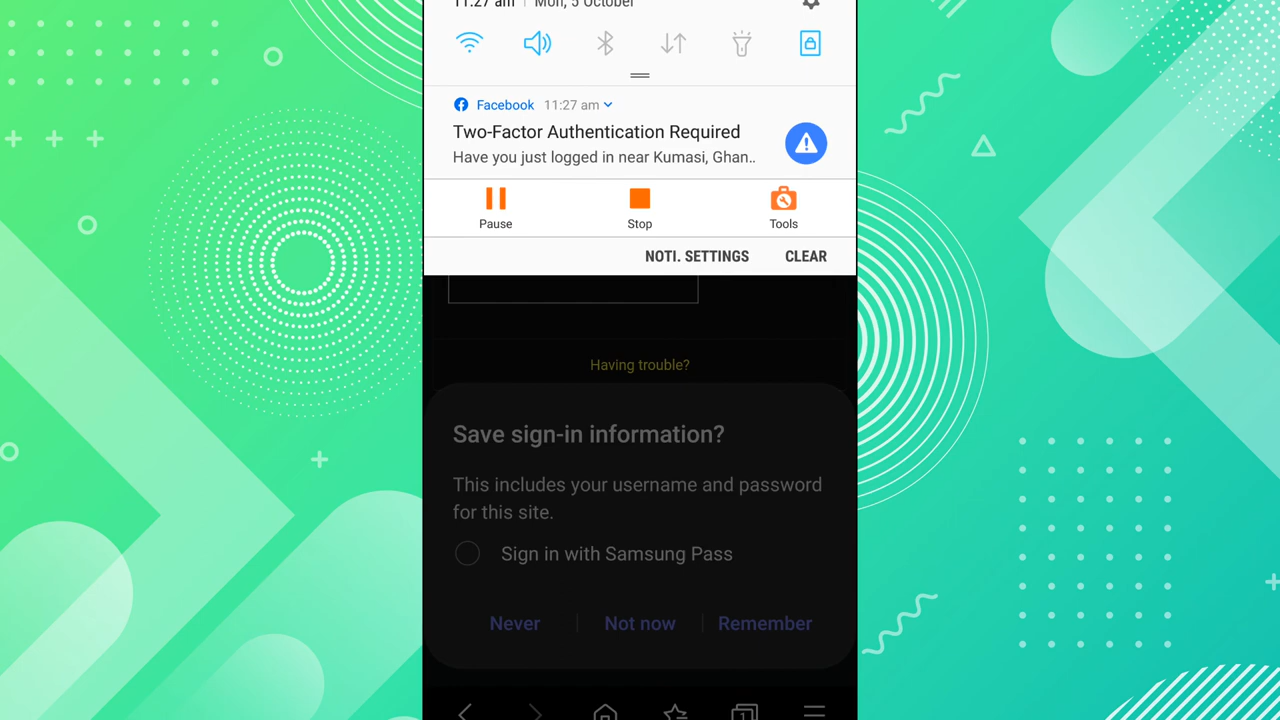 11:27 am | Mon, 5 October
Facebook 11:27 am
Two-Factor Authentication Required
Have you just logged in near Kumasi, Ghan..
Pause Stop Tools
NOTI. SETTINGS CLEAR
Having trouble?
Save sign-in information?
This includes your username and password
for this site.
Sign in with Samsung Pass
Never | Not now | Remember
1